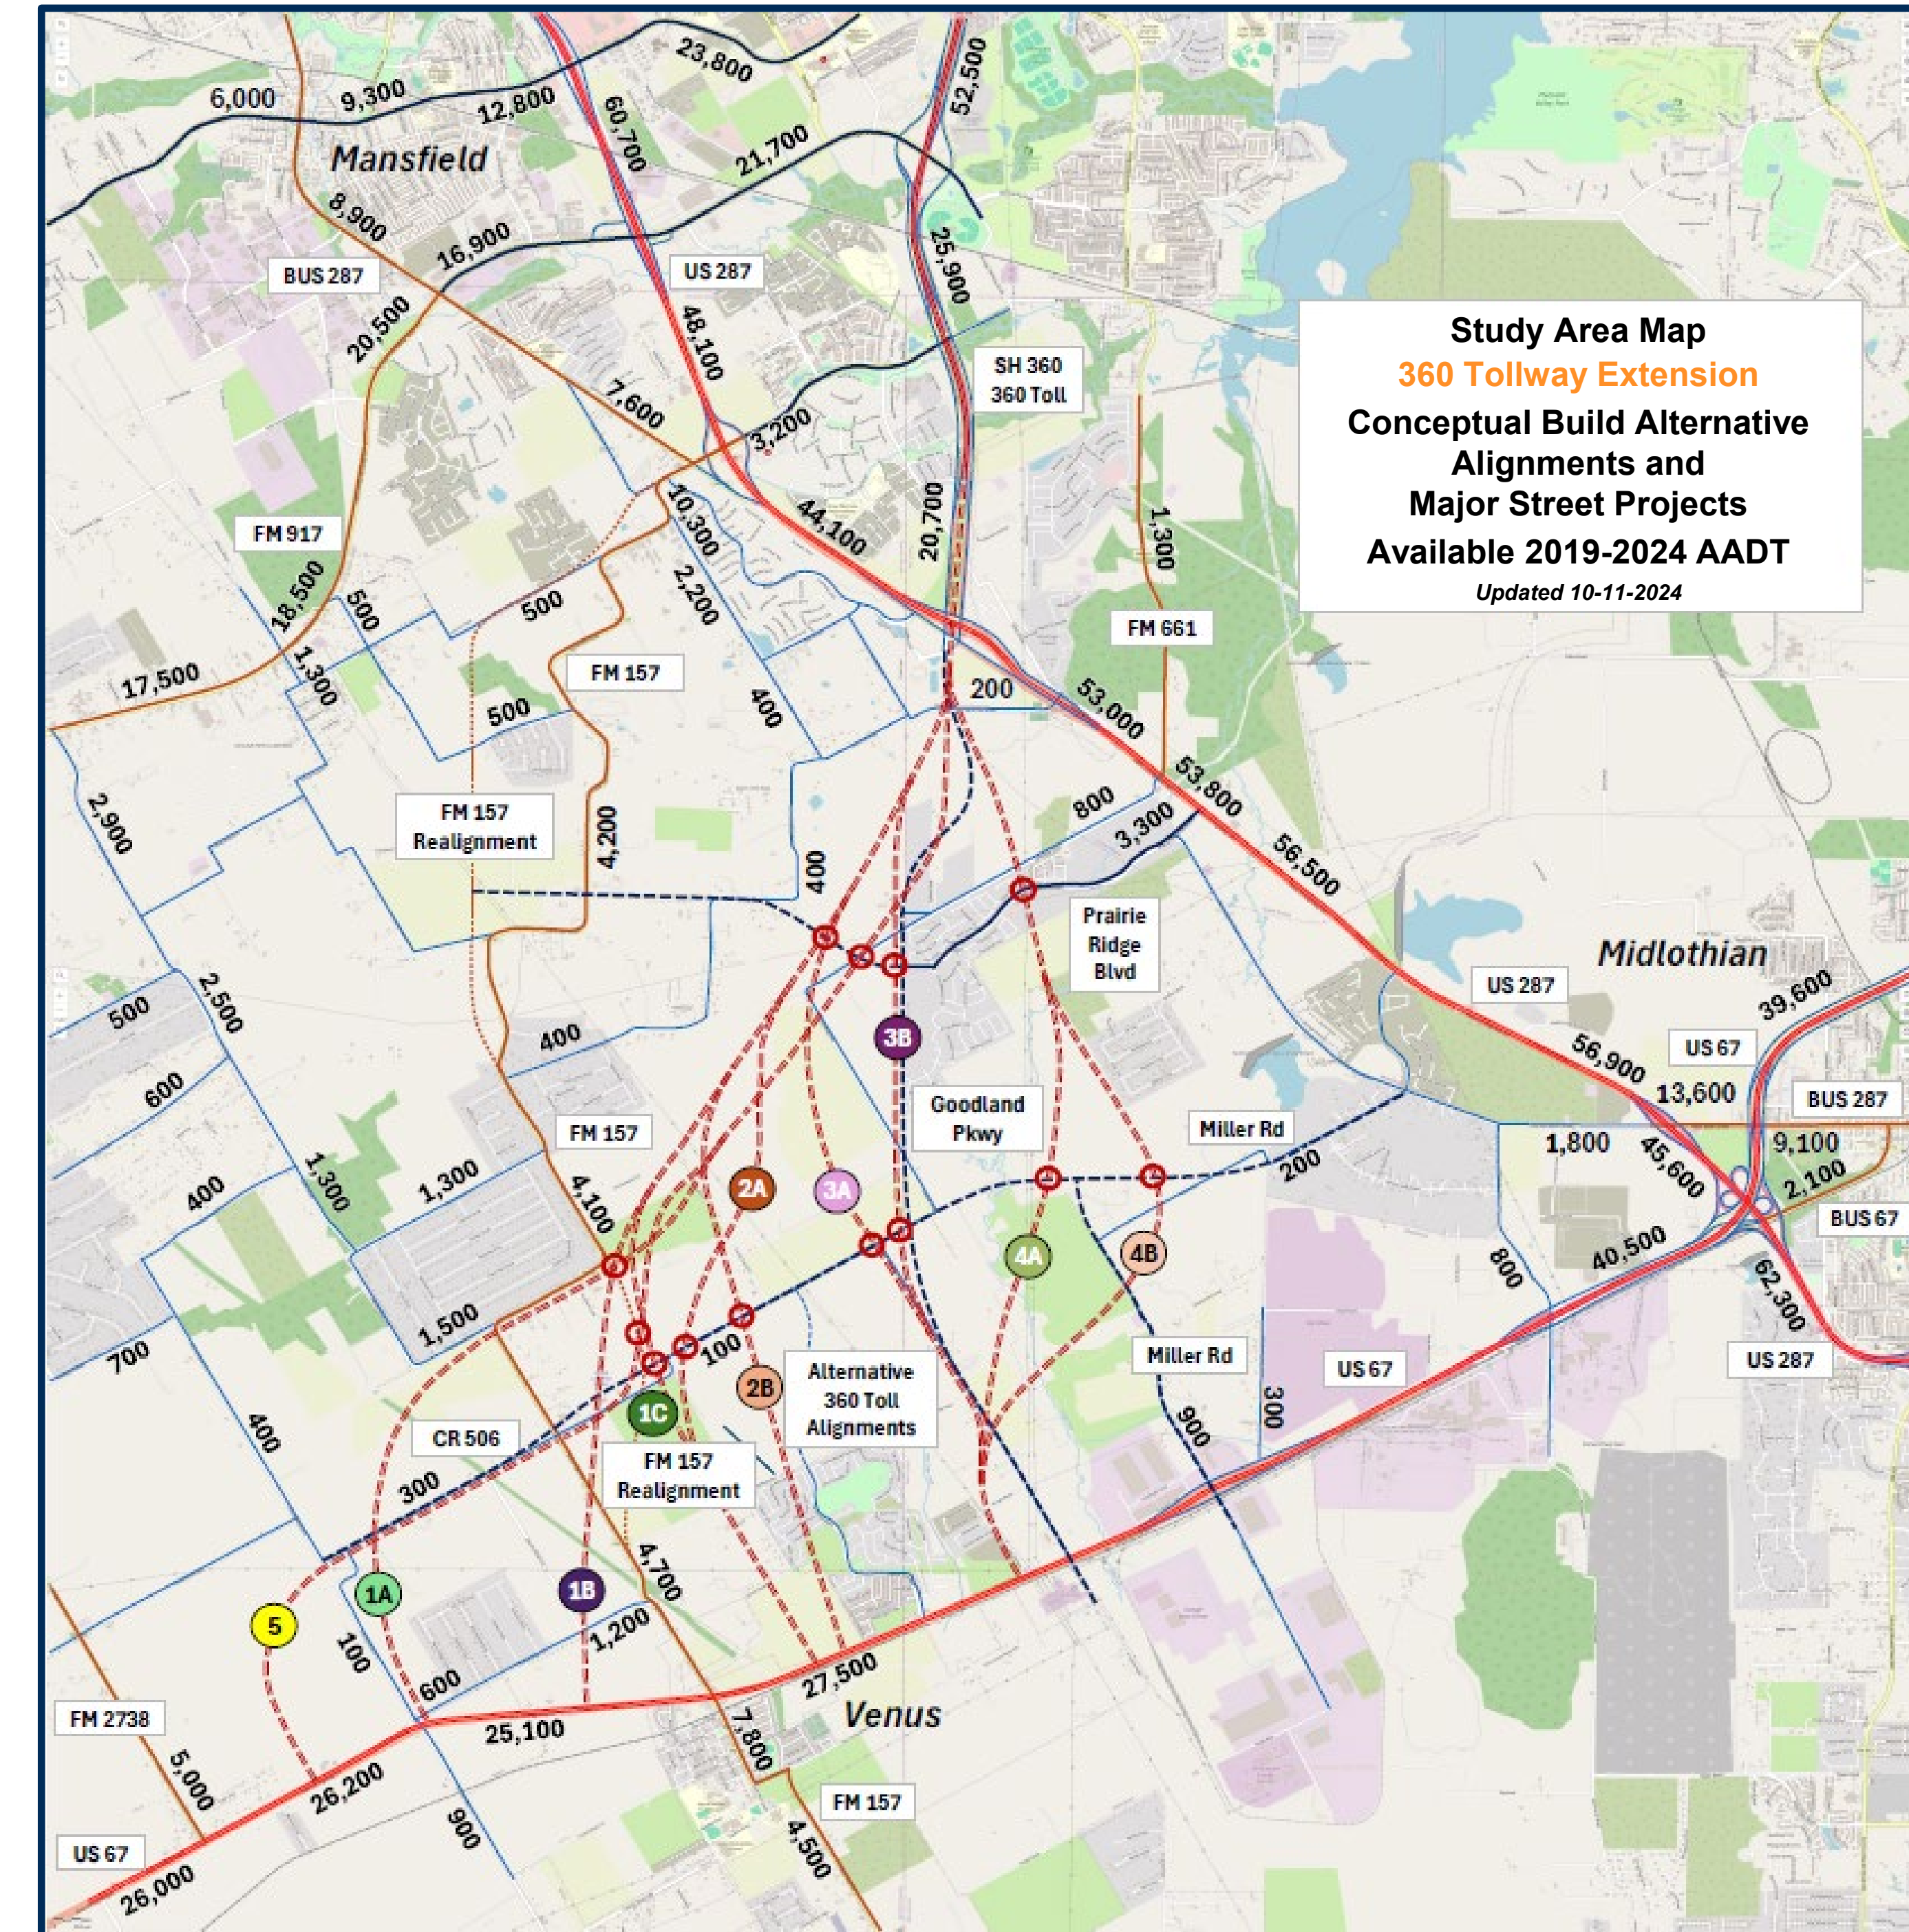 23,800
52,500
6,000
9,300
12,800
60,700
Mansfield
21,700
8,900
16,900
BUS 287
US 287
25,900
20,500
48,100
Study Area Map
360 Tollway Extension
Conceptual Build Alternative
Alignments and
Major Street Projects
Available 2019-2024 AADT
Updated 10-11-2024
SH 360
360 Toll
7,600
3,200
FM 917
10,300
44,100
20,700
1,300
18,500
500
500
2,200
FM 661
17,500
1,300
FM 157
400
200
53,000
500
2,900
FM 157
Realignment
4,200
400
800
3,300
53,800
56,500
Prairie
Ridge
Blvd
Midlothian
US 287
39,600
500
2,500
400
3B
56,900
US 67
13,600
BUS 287
600
FM 157
Goodland
Pkwy
Miller Rd
1,800
45,600
9,100
2,100
400
1,300
1,300
4,100
2A
3A
200
BUS 67
4A
4B
40,500
800
62,300
1,500
700
100
Alternative
360 Toll
Alignments
Miller Rd
US 67
US 287
2B
1C
400
CR 506
300
900
FM 157
Realignment
300
4,700
5
1A
1B
1,200
100
600
27,500
Venus
FM 2738
25,100
7,800
5,000
26,200
900
FM 157
4,500
US 67
26,000